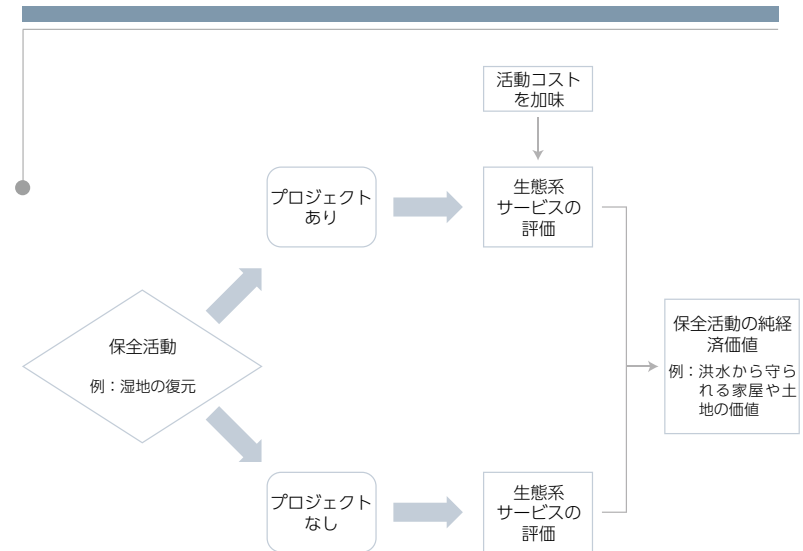 活動コスト
を加味
プロジェクト
あり
生態系
サービスの
評価
保全活動
例：湿地の復元
保全活動の純経
済価値
例：洪水から守ら
れる家屋や土
地の価値
プロジェクト
なし
生態系
サービスの
評価